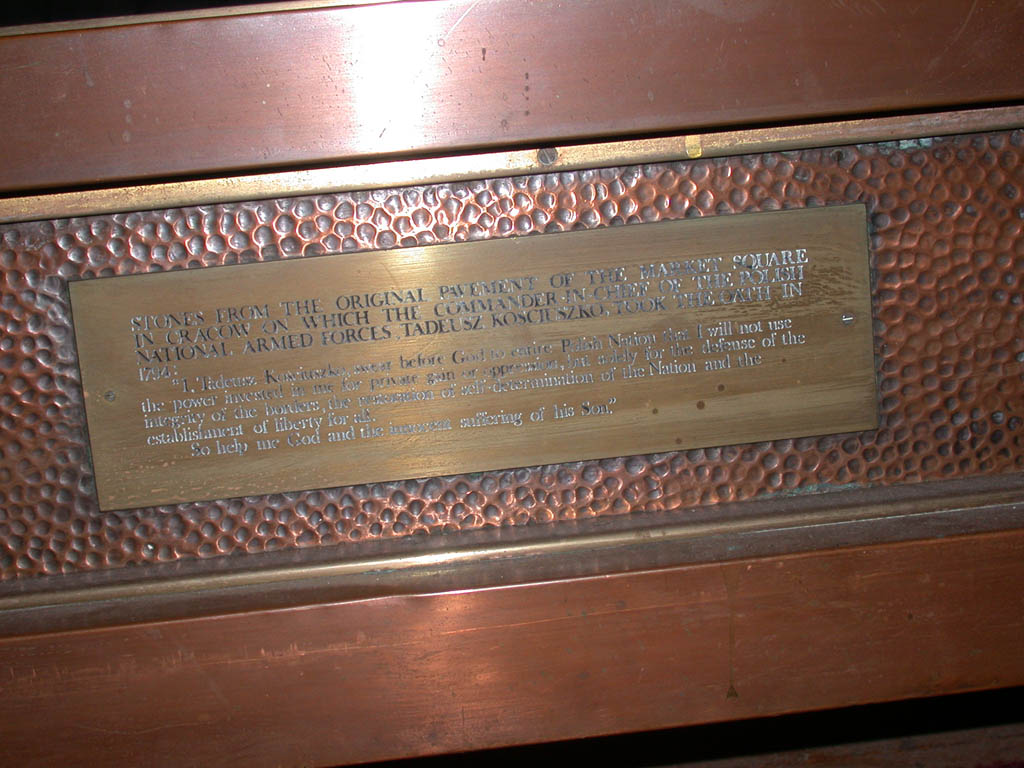 STONES FROM THE ORIGINAL PAVEMENT OF THE MARKET SQUARE
IN CRACOW ON WHICH THE COMMANDER-IN-CHIEF OF THE POLISH
NATIONAL ARMED FORCES, TADEUSZ KOSCIESZKO, TOOK THE OATH IN
1794:
"I, Tadeusz Kosciuszko, swear before God to entire Polish Nation that I will not use
the power invested in me for private gain or oppression, but solely for the defense of the
integrity of the borders, the restoration of self-determination of the Nation and the
establishment of liberty for all.
So help me God and the innocent suffering of his Son."